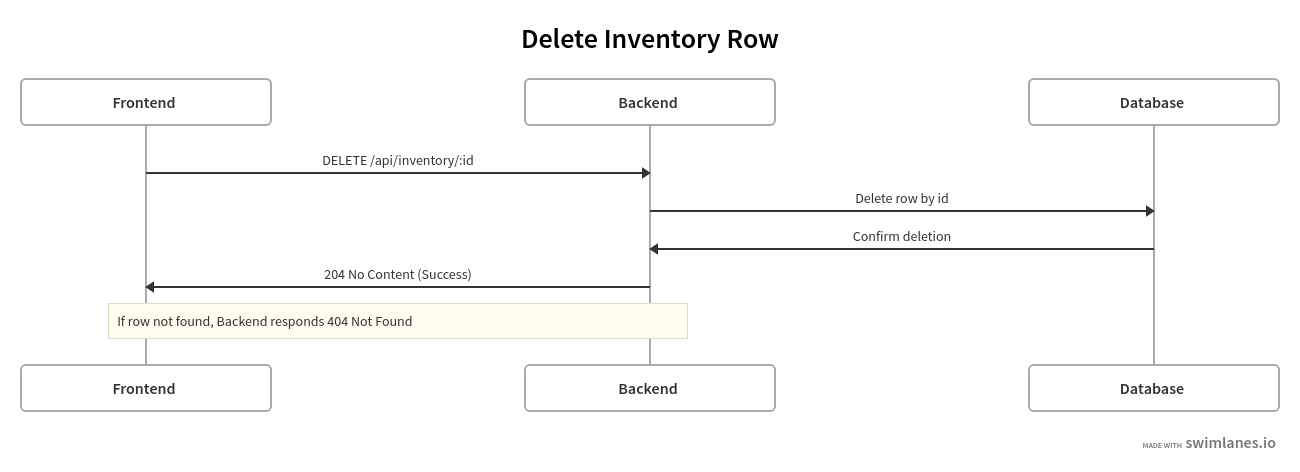 Delete Inventory Row
Frontend
Backend
Database
DELETE /api/inventory/:id
Delete row by id
Confirm deletion
204 No Content (Success)
If row not found, Backend responds 404 Not Found
Frontend
Backend
Database
MADE WITH swimlanes.io